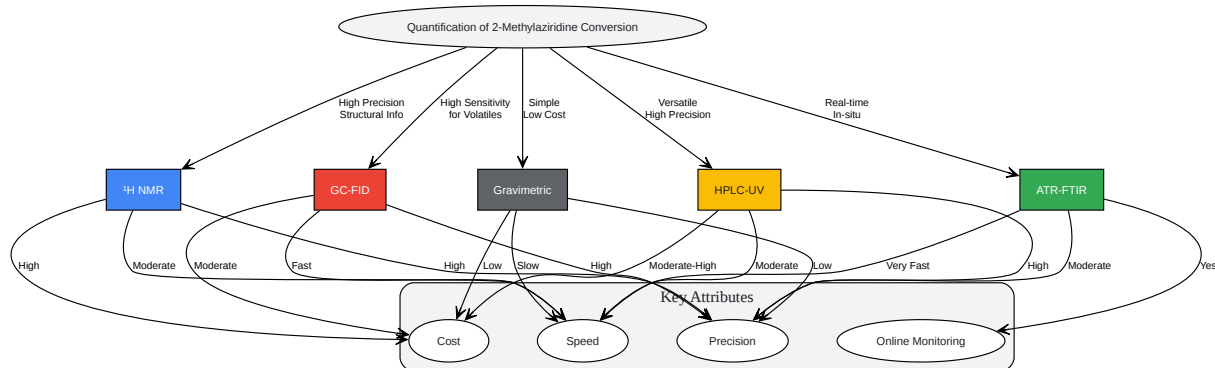 Quantification of 2-Methylaziridine Conversion
High Precision
Structural Info
High Sensitivity
for Volatiles
Simple
Low Cost
Versatile
High Precision
Real-time
In-situ
¹H NMR
GC-FID
Gravimetric
HPLC-UV
ATR-FTIR
High
Moderate
Moderate
Fast
High
Low
Slow
High
Moderate-High
Moderate
Low
Very Fast
High
Moderate
Yes
Key Attributes
Cost
Speed
Precision
Online Monitoring